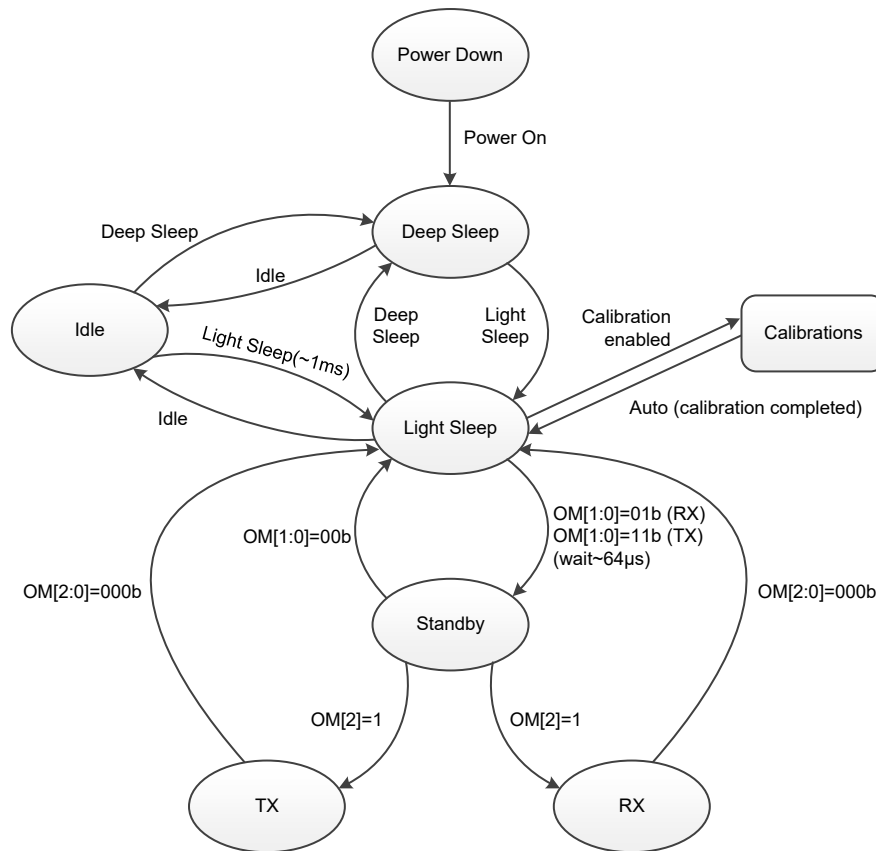 Power Down
Power On
Deep Sleep
Deep Sleep
Idle
Idle
Deep
Sleep
Light
Sleep
Calibration
enabled
Calibrations
Light Sleep(~1ms)
Idle
Auto (calibration completed)
Light Sleep
OM[1:0]=00b
OM[1:0]=01b (RX)
OM[1:0]=11b (TX)
(wait~64µs)
OM[2:0]=000b
OM[2:0]=000b
Standby
OM[2]=1
OM[2]=1
TX
RX